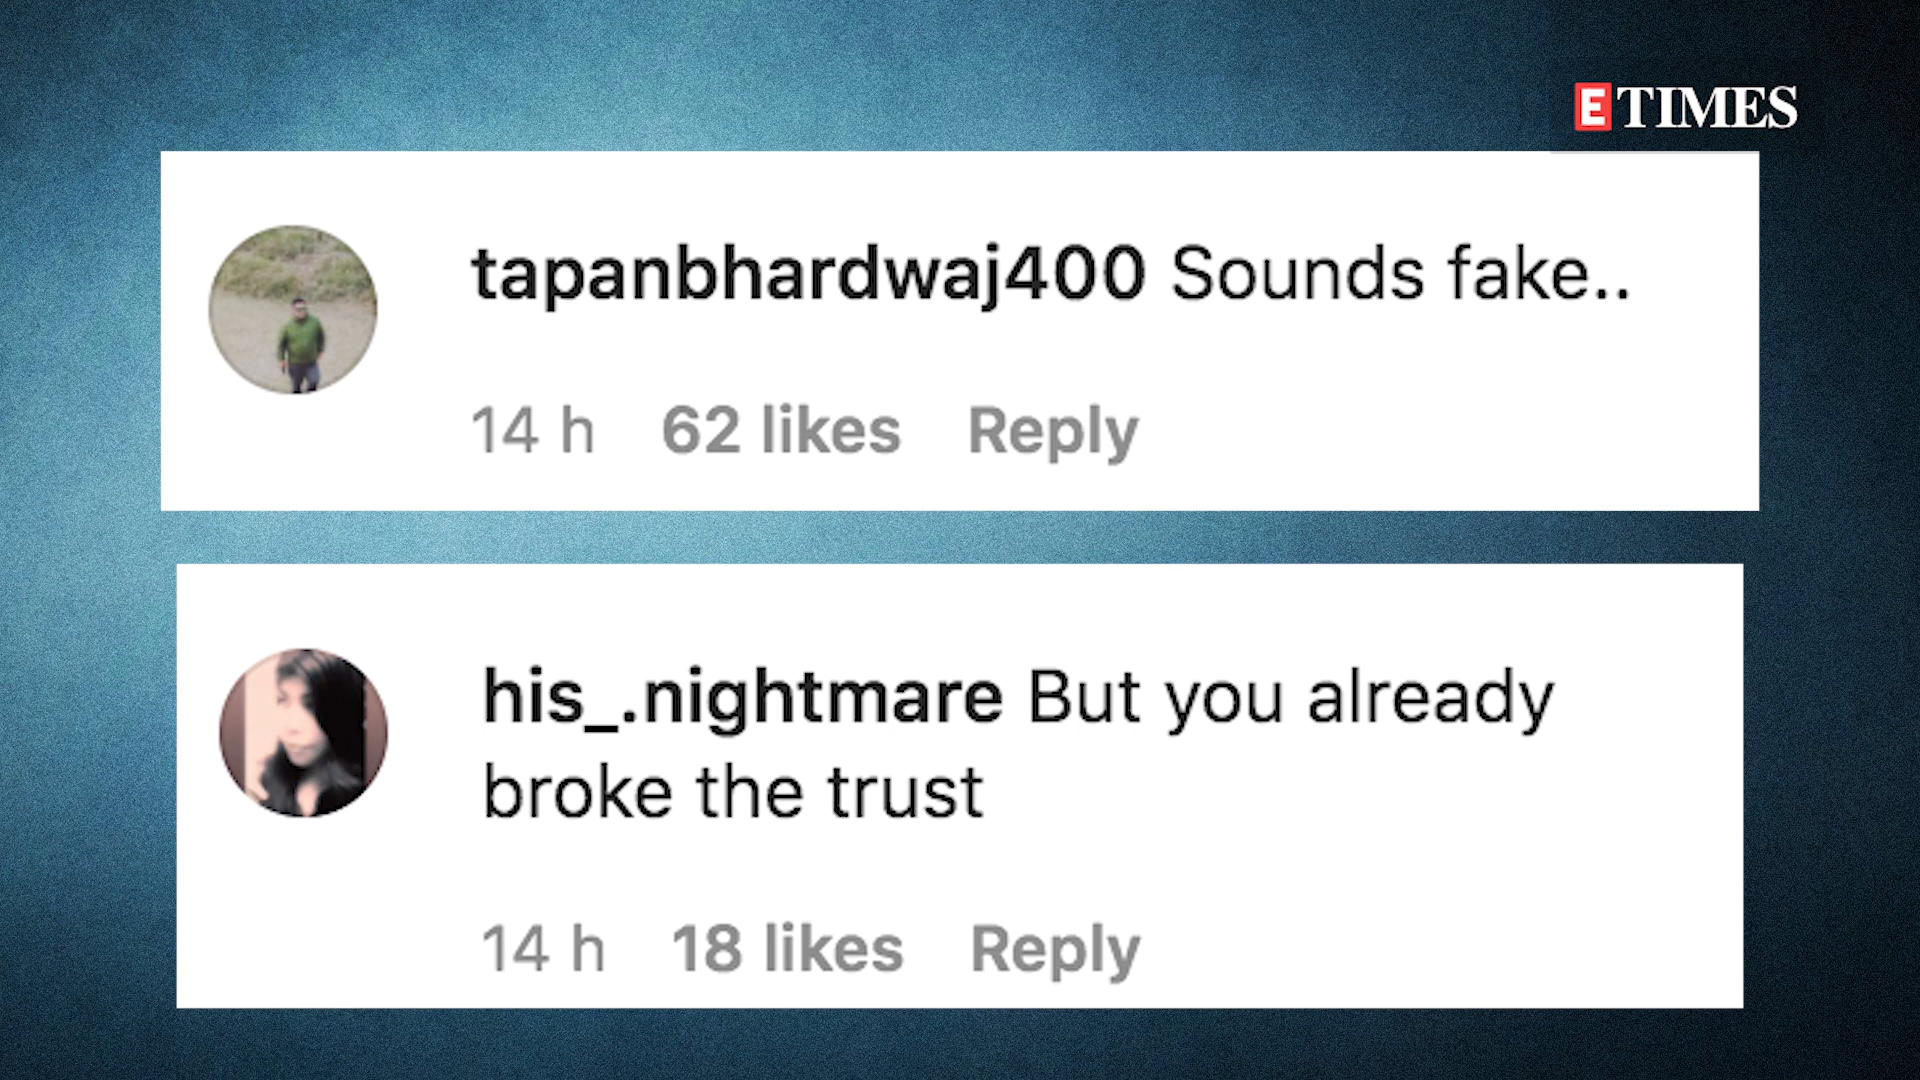 ETIMES
tapanbhardwaj400 Sounds fake..
14 h 62 likes Reply
his_.nightmare But you already
broke the trust
14 h 18 likes Reply